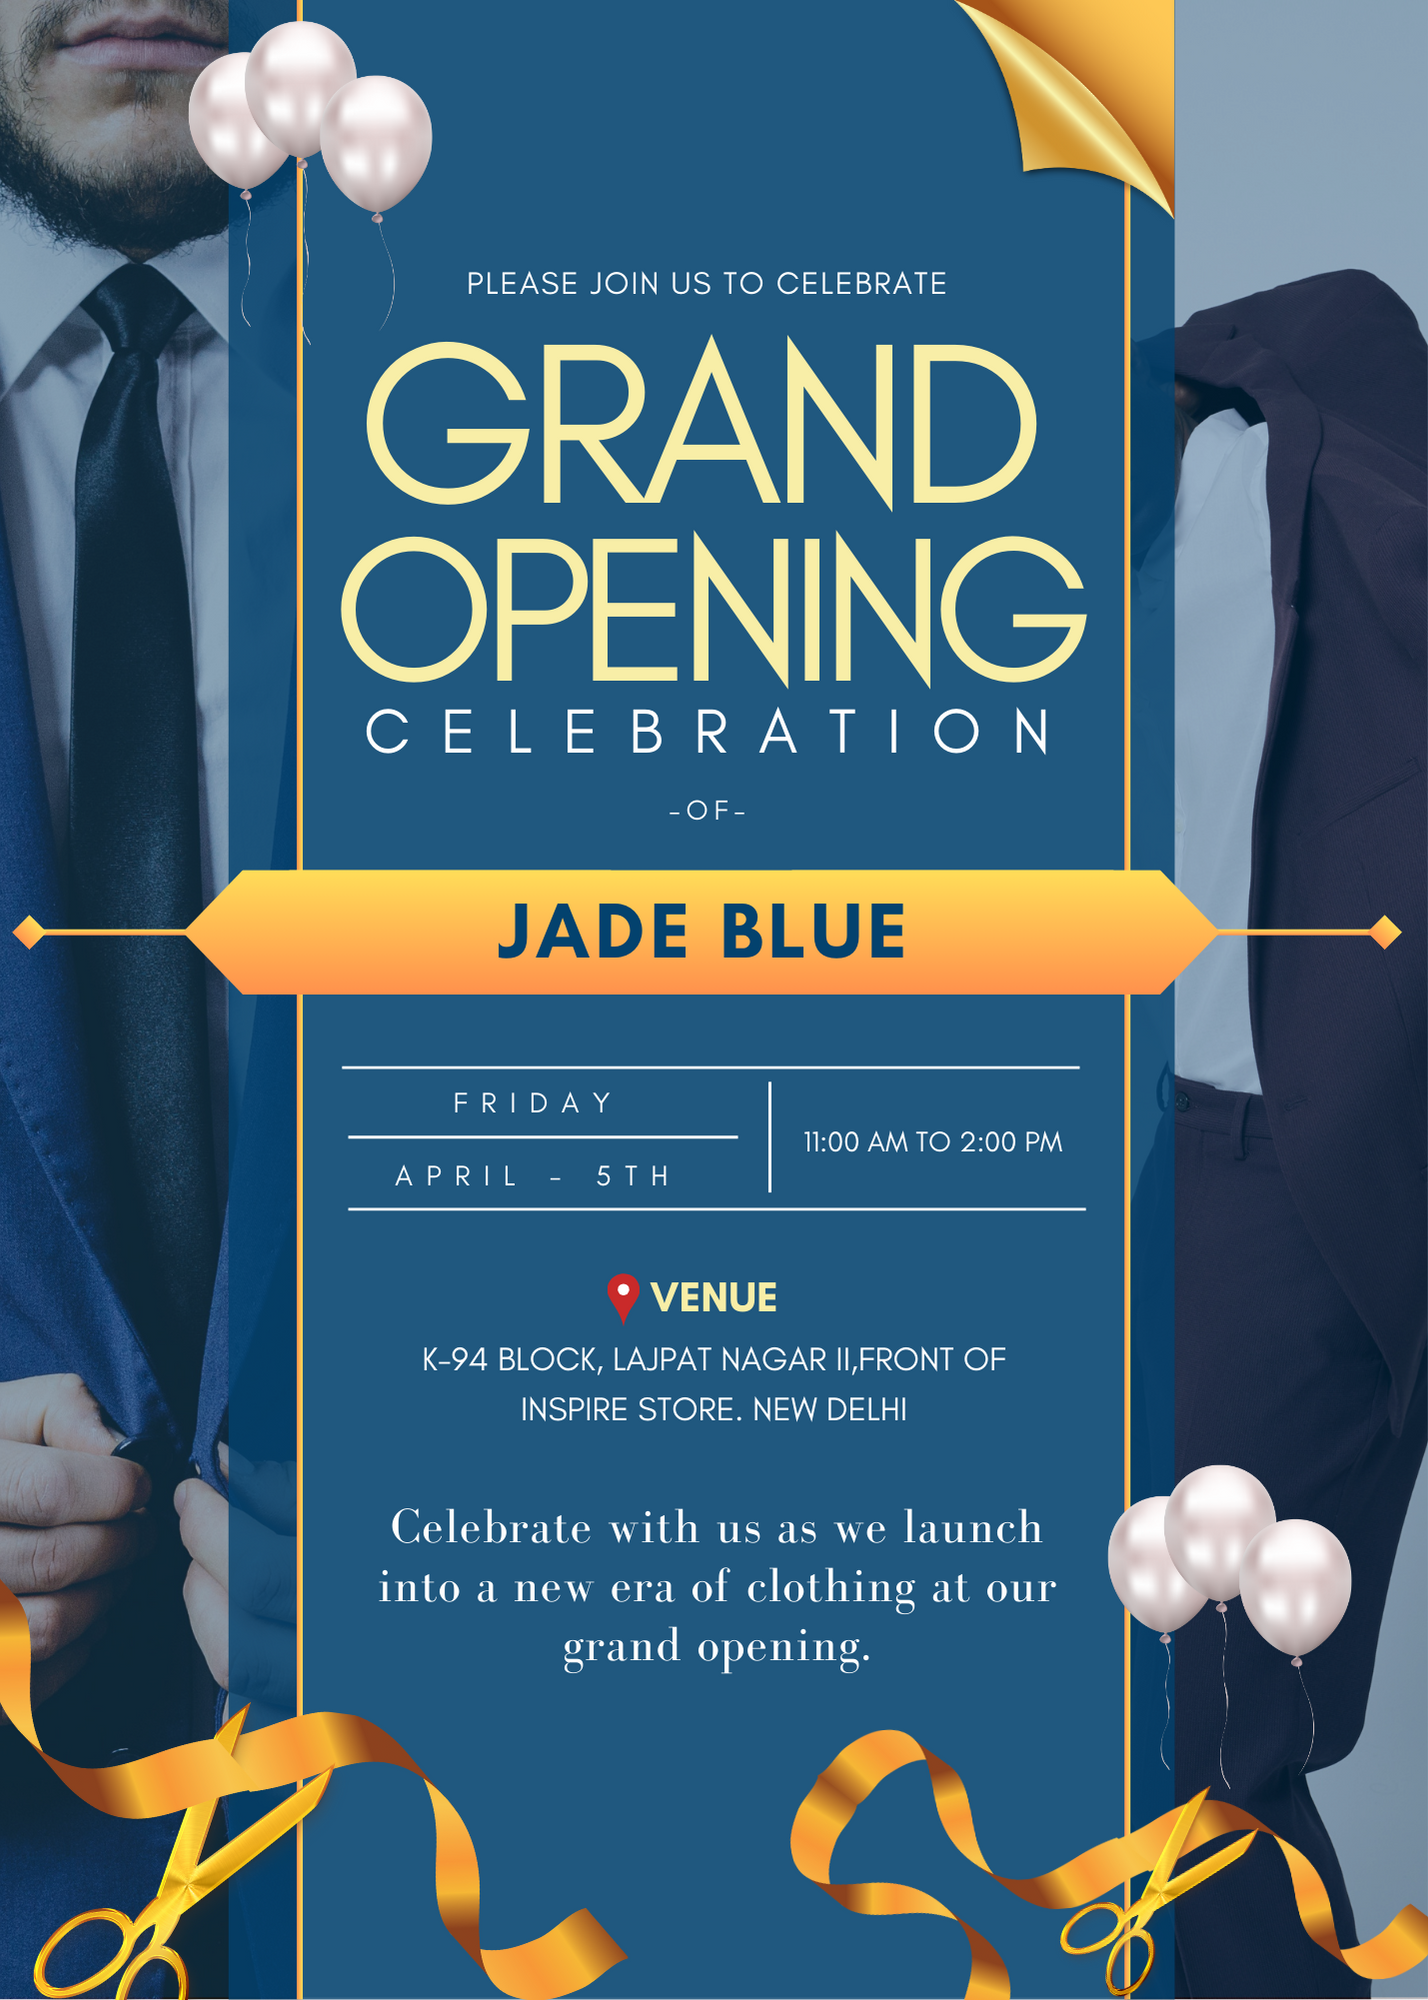 PLEASE JOIN US TO CELEBRATE
GRAND
OPENING
CELEBRATION
-OF-
JADE BLUE
FRIDAY
APRIL - 5TH
11:00 AM TO 2:00 PM
VENUE
K-94 BLOCK, LAJPAT NAGAR II,FRONT OF
INSPIRE STORE. NEW DELHI
Celebrate with us as we launch
into a new era of clothing at our
grand opening.